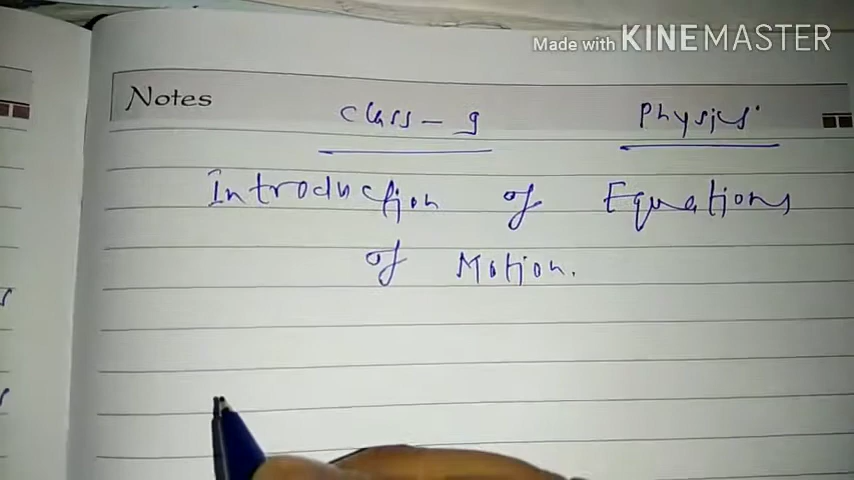 Made with KINEMASTER
Notes class - 9 Physics
Introduction of Equations
of Motion.